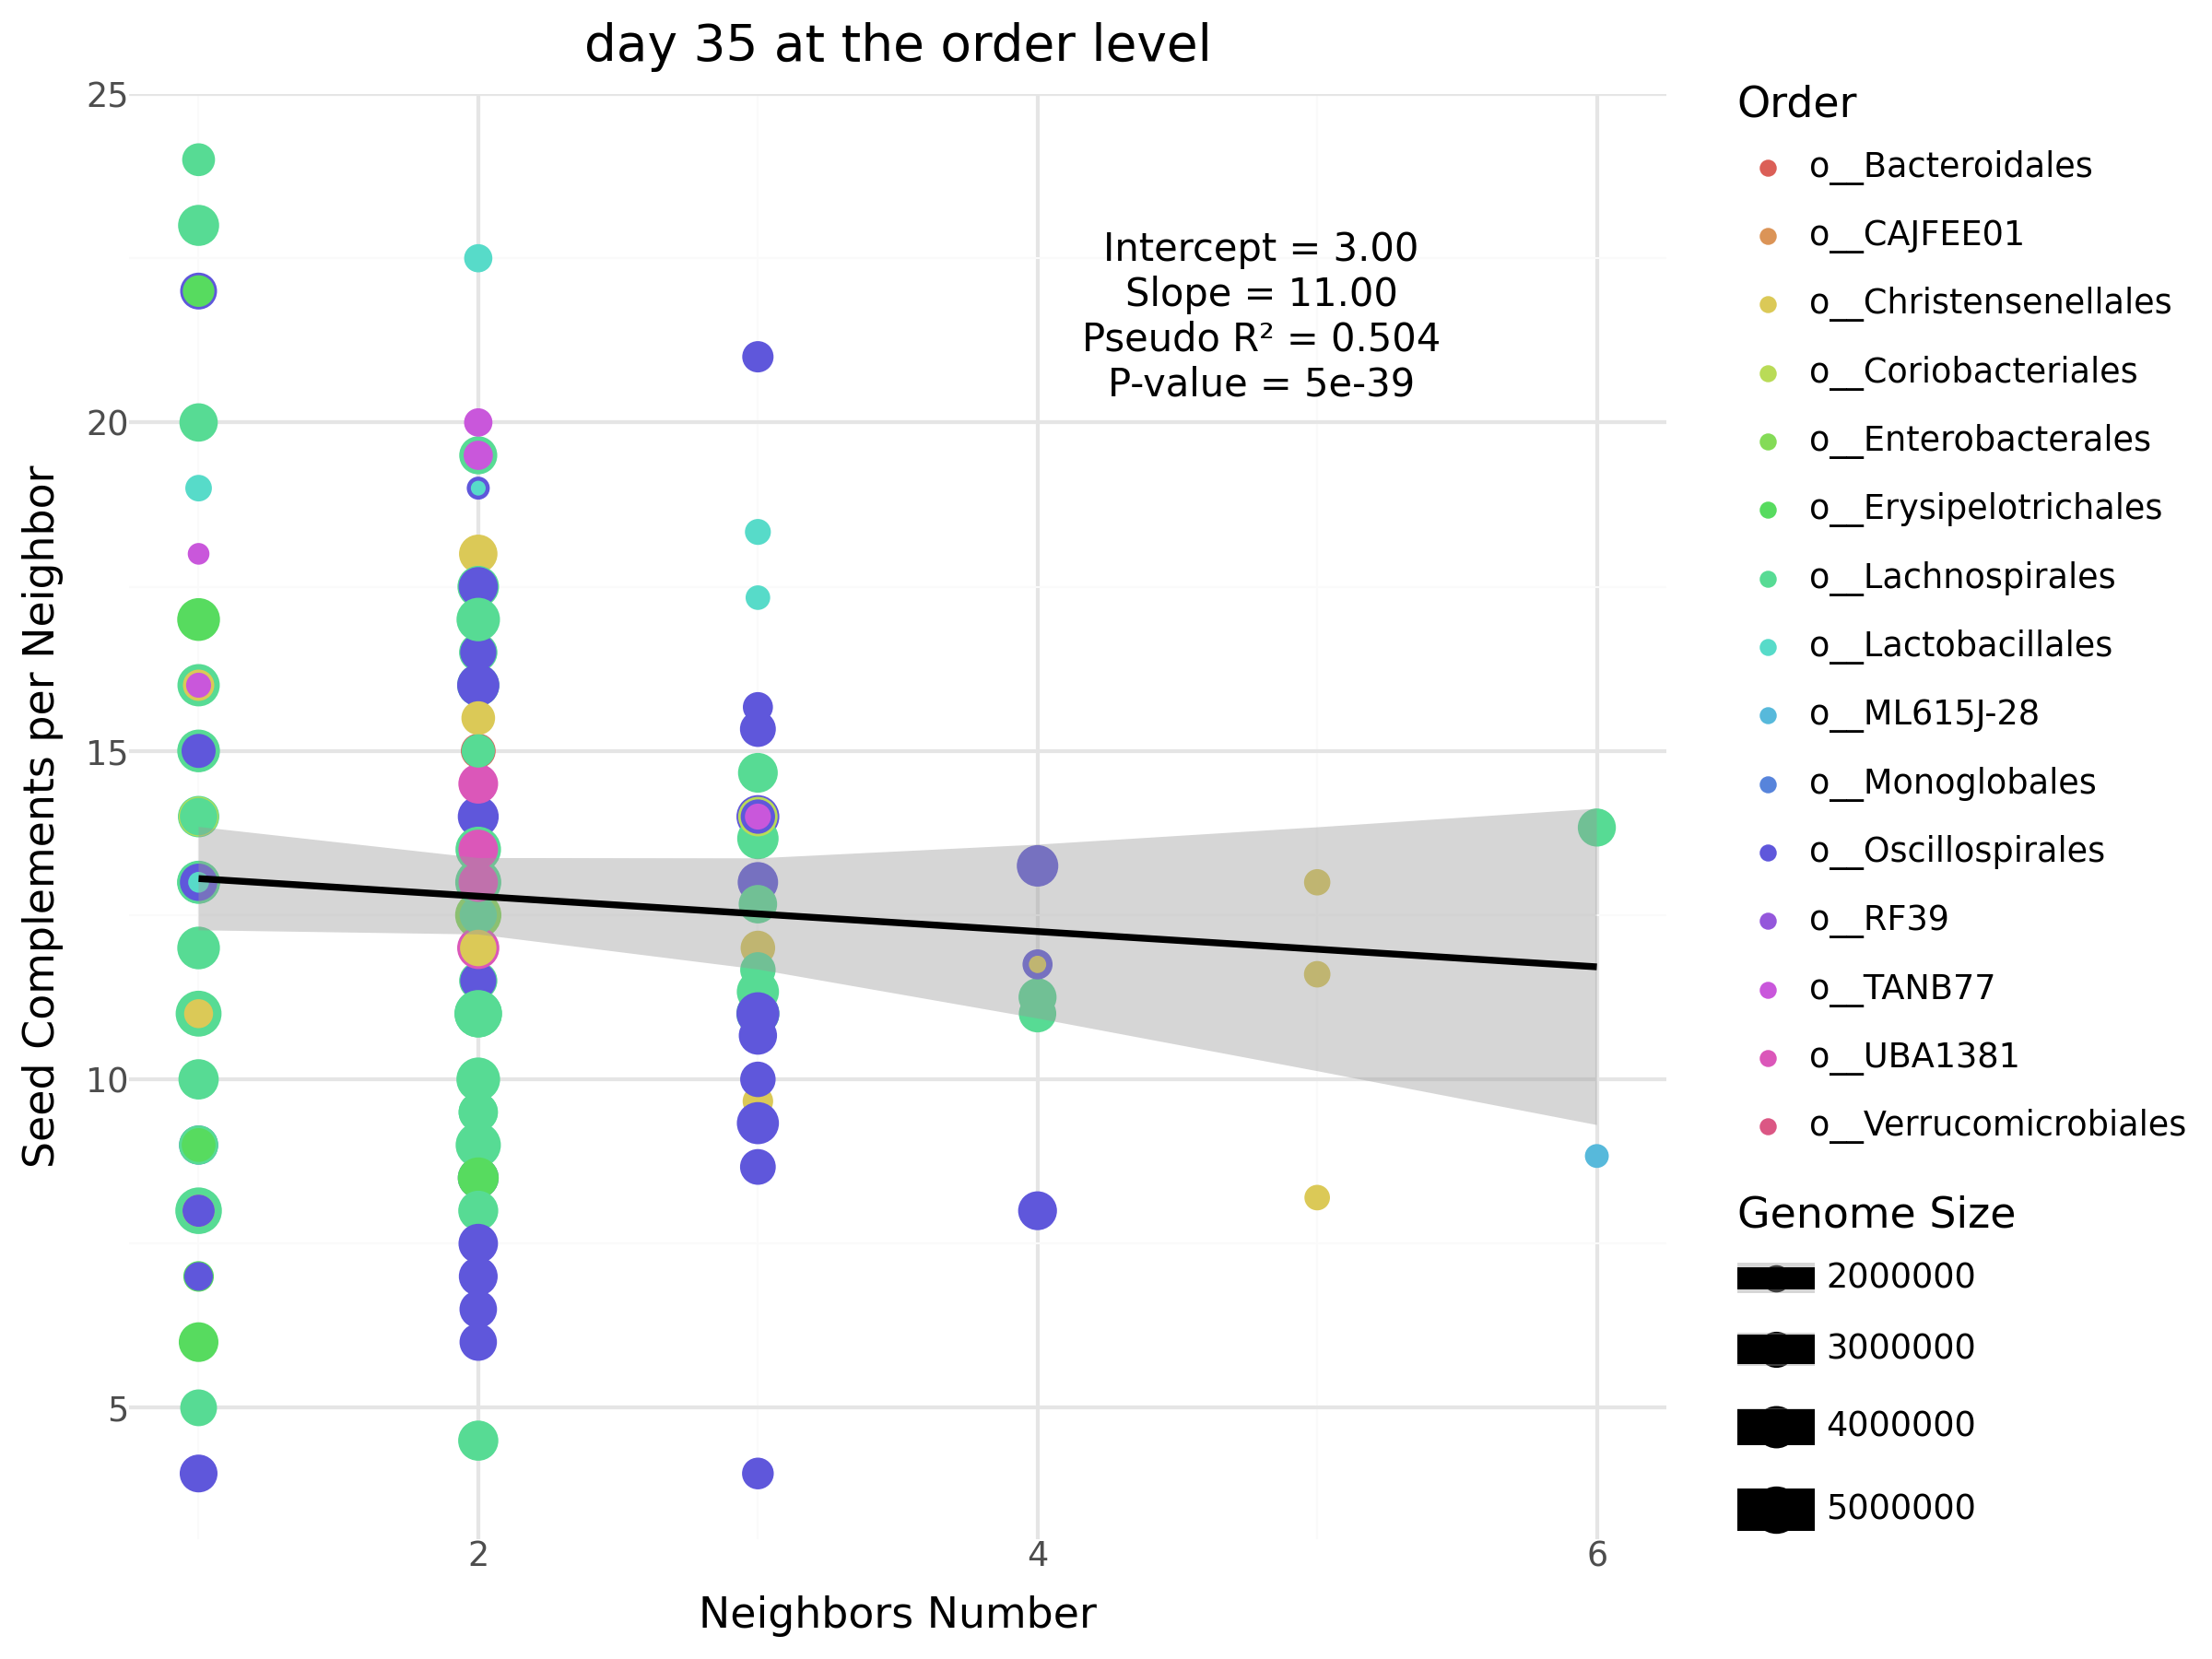 day 35 at the order level
25
20
15
10
5
Seed Complements per Neighbor
Intercept = 3.00
Slope = 11.00
Pseudo R² = 0.504
P-value = 5e-39
2
4
6
Neighbors Number
Order
o__Bacteroidales
o__CAJFEE01
o__Christensenellales
o__Coriobacteriales
o__Enterobacterales
o__Erysipelotrichales
o__Lachnospirales
o__Lactobacillales
o__ML615J-28
o__Monoglobales
o__Oscillospirales
o__RF39
o__TANB77
o__UBA1381
o__Verrucomicrobiales
Genome Size
2000000
3000000
4000000
5000000